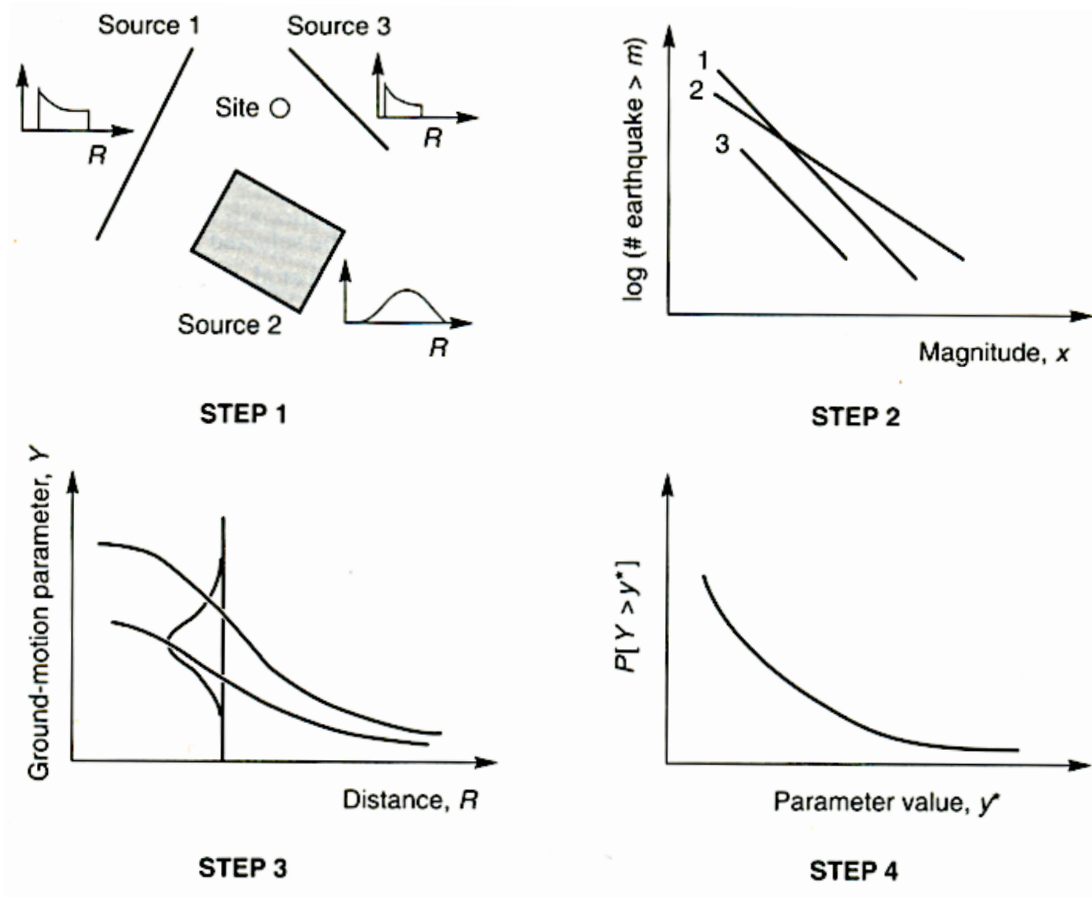 Source 1
Source 3
Site
R
R
Source 2
R
STEP 1
log (# earthquake > m)
1
2
3
Magnitude, x
STEP 2
Ground-motion parameter, Y
Distance, R
STEP 3
P[Y > y*]
Parameter value, y*
STEP 4